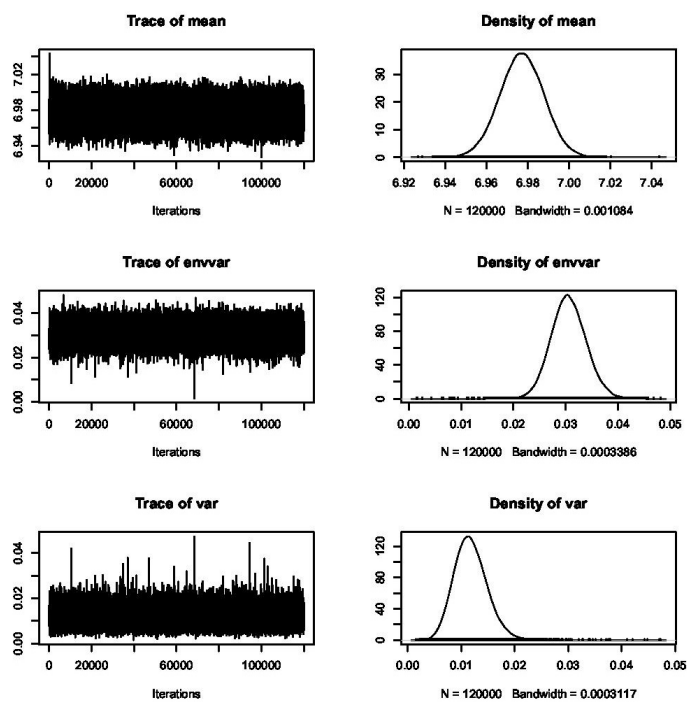 Trace of mean
Density of mean
7.02
6.98
6.94
0 20000 60000 100000
Iterations
30
20
10
0
6.92 6.94 6.96 6.98 7.00 7.02 7.04
N = 120000 Bandwidth = 0.001084
Trace of envvar
Density of envvar
0.04
0.02
0.00
0 20000 60000 100000
Iterations
120
80
40
0
0.00 0.01 0.02 0.03 0.04 0.05
N = 120000 Bandwidth = 0.0003386
Trace of var
Density of var
0.04
0.02
0.00
0 20000 60000 100000
Iterations
120
80
40
0
0.00 0.01 0.02 0.03 0.04 0.05
N = 120000 Bandwidth = 0.0003117